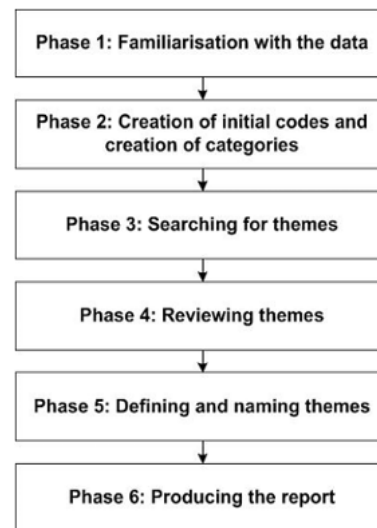 Phase 1: Familiarisation with the data
Phase 2: Creation of initial codes and
creation of categories
Phase 3: Searching for themes
Phase 4: Reviewing themes
Phase 5: Defining and naming themes
Phase 6: Producing the report